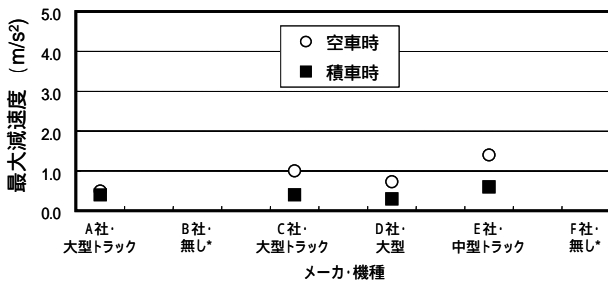 最大減速度 (m/s²)
5.0
4.0
3.0
2.0
1.0
0.0
空車時
積車時
A社・ B社・ C社・ D社・ E社・ F社・
大型トラック 無し* 大型トラック 大型 中型トラック 無し*
メーカ・機種